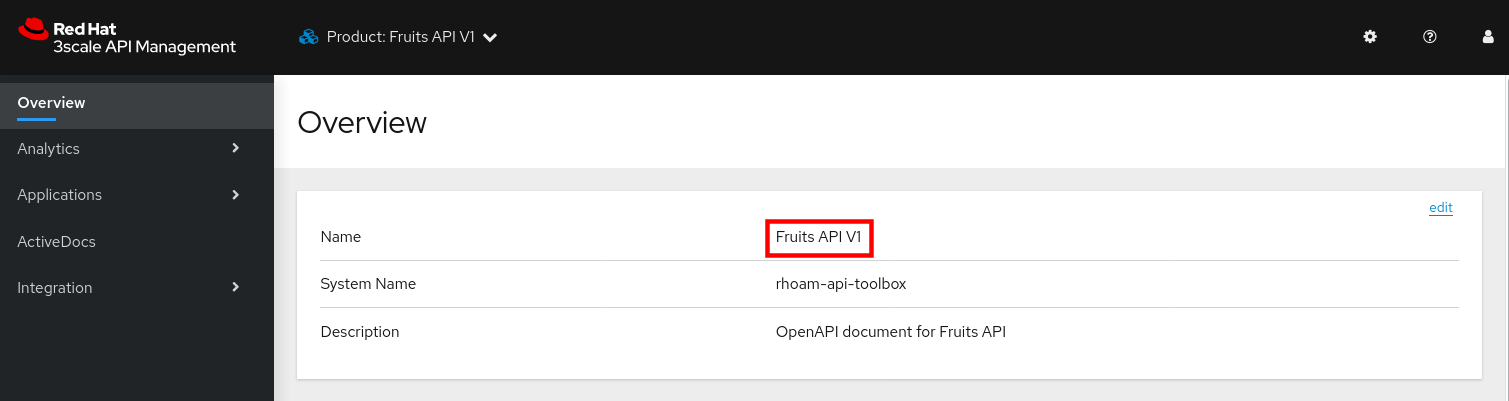 Red Hat
3scale API Management
Product: Fruits API V1
Overview
Analytics
Applications
ActiveDocs
Integration
Overview
edit
Name Fruits API V1
System Name rhoam-api-toolbox
Description OpenAPI document for Fruits API